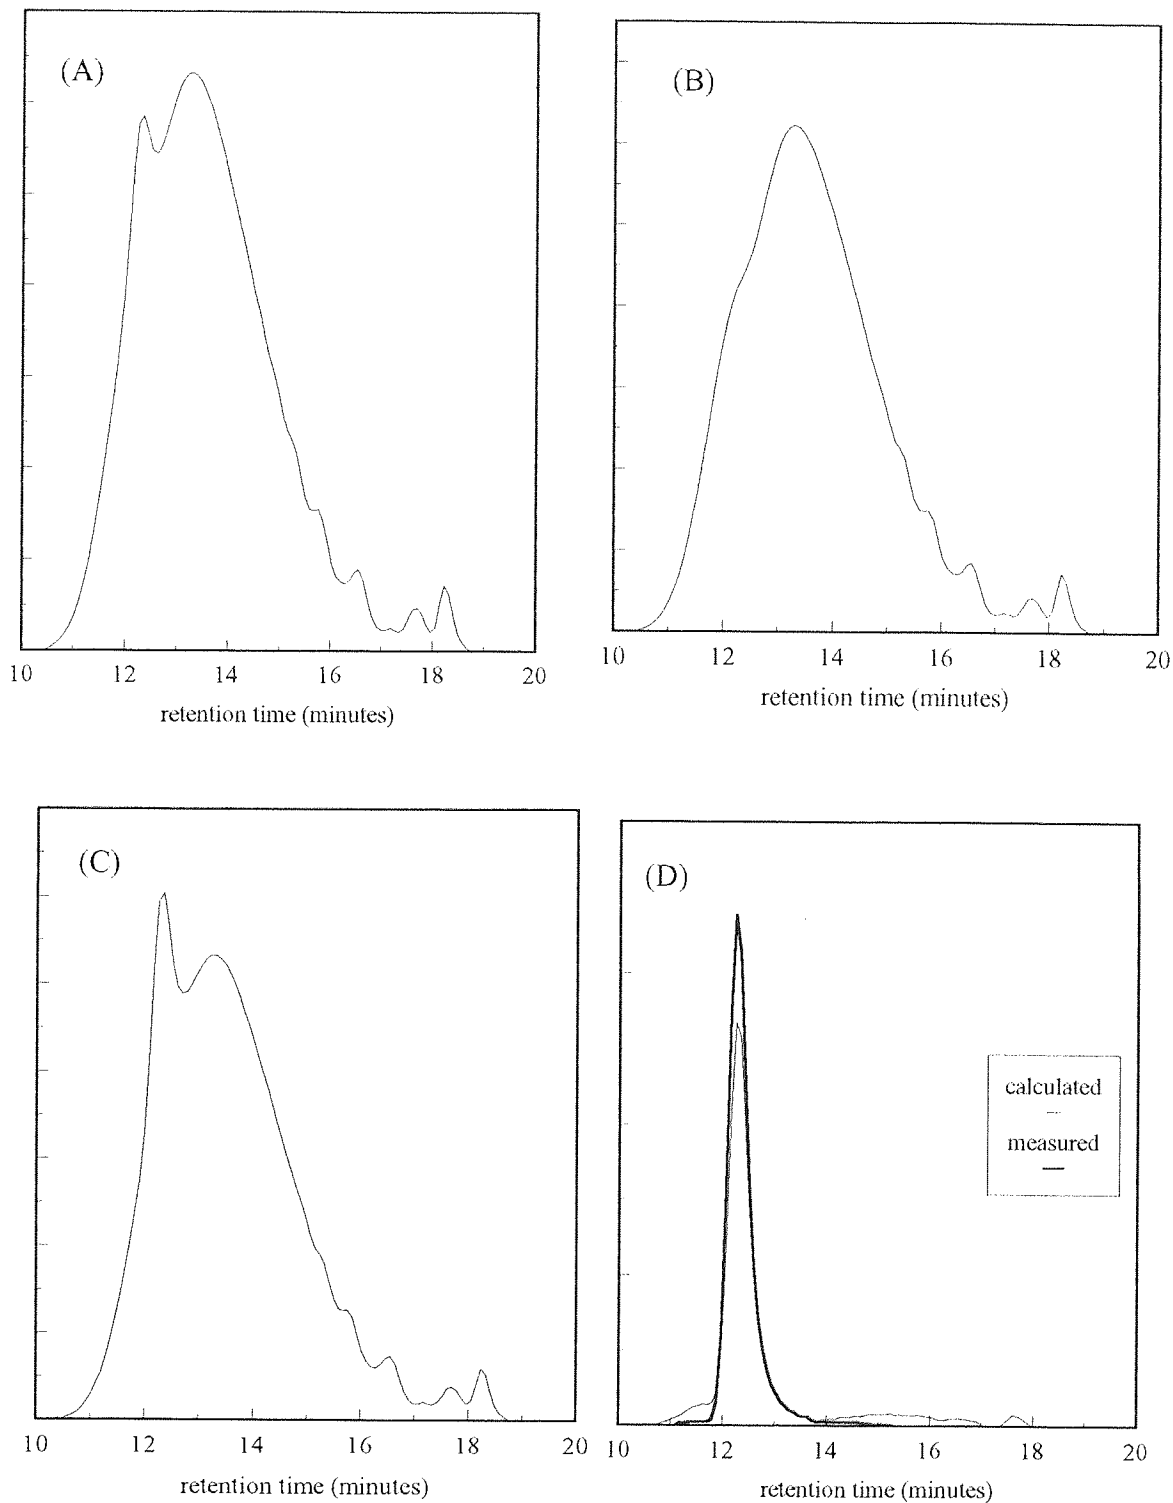 (A)
10 12 14 16 18 20
retention time (minutes)
(B)
10 12 14 16 18 20
retention time (minutes)
(C)
10 12 14 16 18 20
retention time (minutes)
(D)
calculated
measured
10 12 14 16 18 20
retention time (minutes)